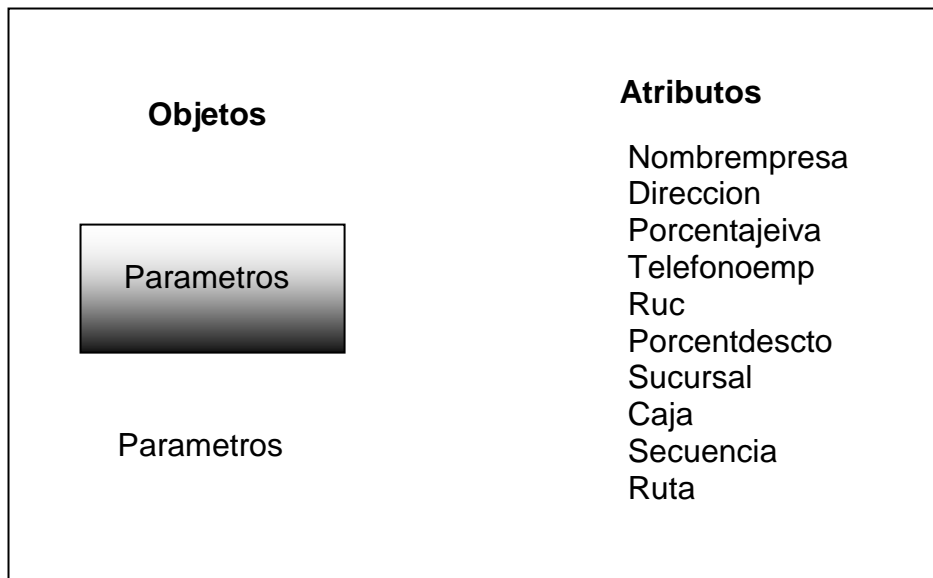 Objetos
Parametros
Parametros
Atributos
Nombrempresa
Direccion
Porcentajeiva
Telefonoemp
Ruc
Porcentdescto
Sucursal
Caja
Secuencia
Ruta